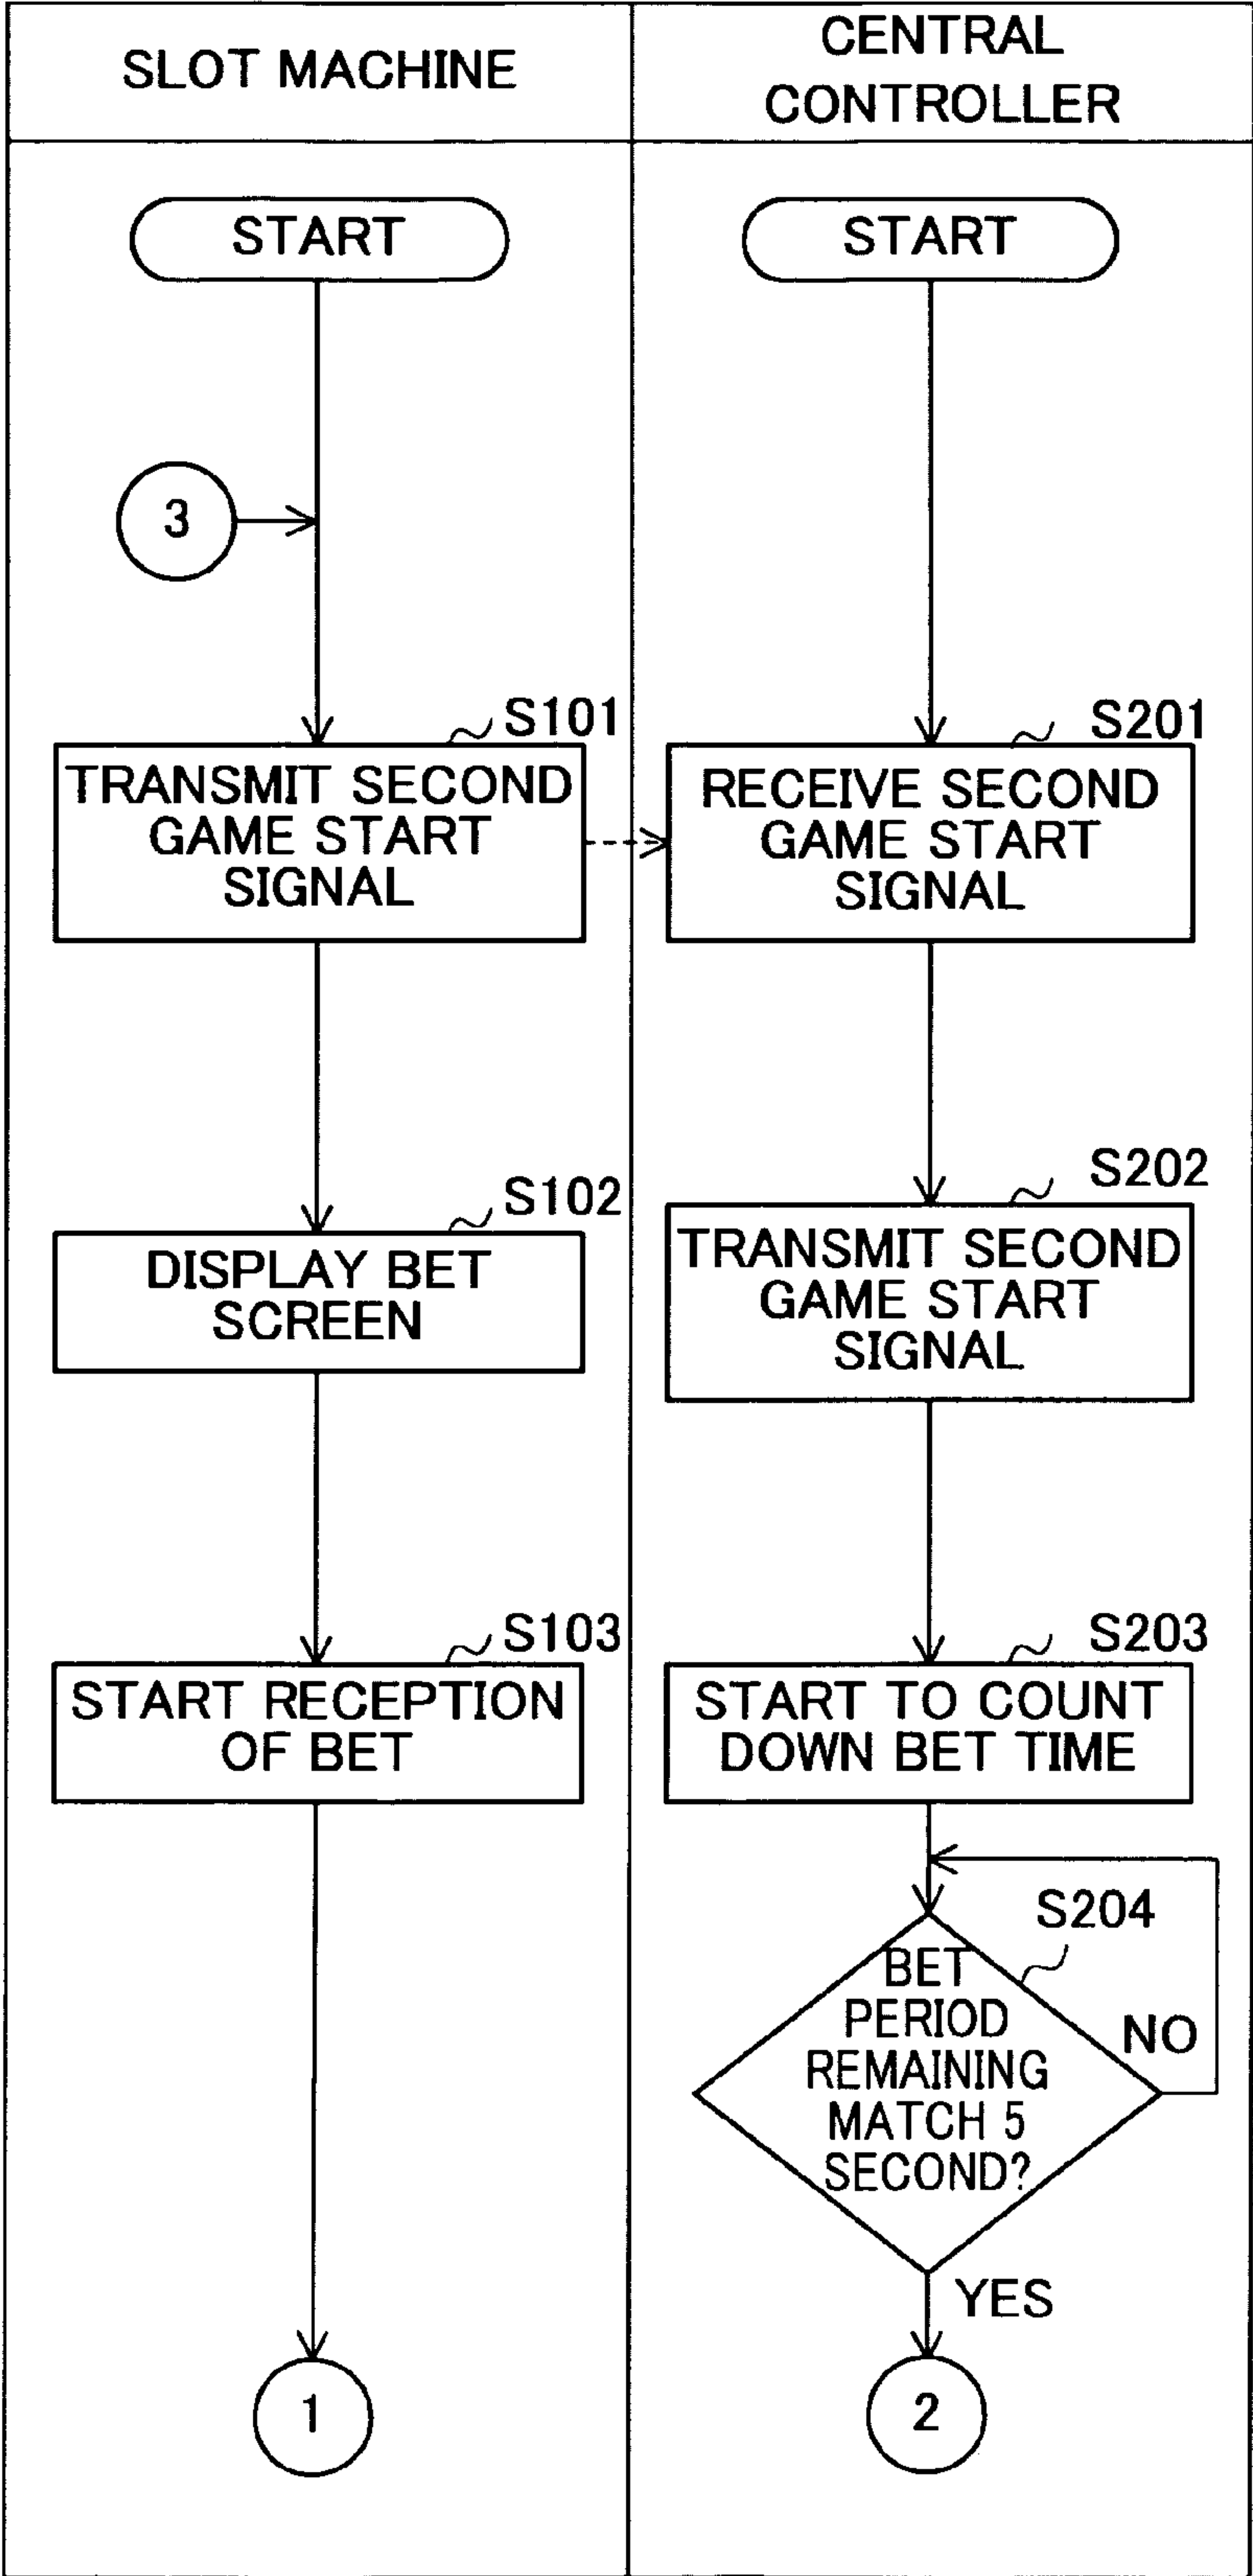 SLOT MACHINE
CENTRAL
CONTROLLER
START
3
S101
TRANSMIT SECOND
GAME START
SIGNAL
S102
DISPLAY BET
SCREEN
S103
START RECEPTION
OF BET
1
START
S201
RECEIVE SECOND
GAME START
SIGNAL
S202
TRANSMIT SECOND
GAME START
SIGNAL
S203
START TO COUNT
DOWN BET TIME
S204
BET
PERIOD
REMAINING
MATCH 5
SECOND?
NO
YES
2